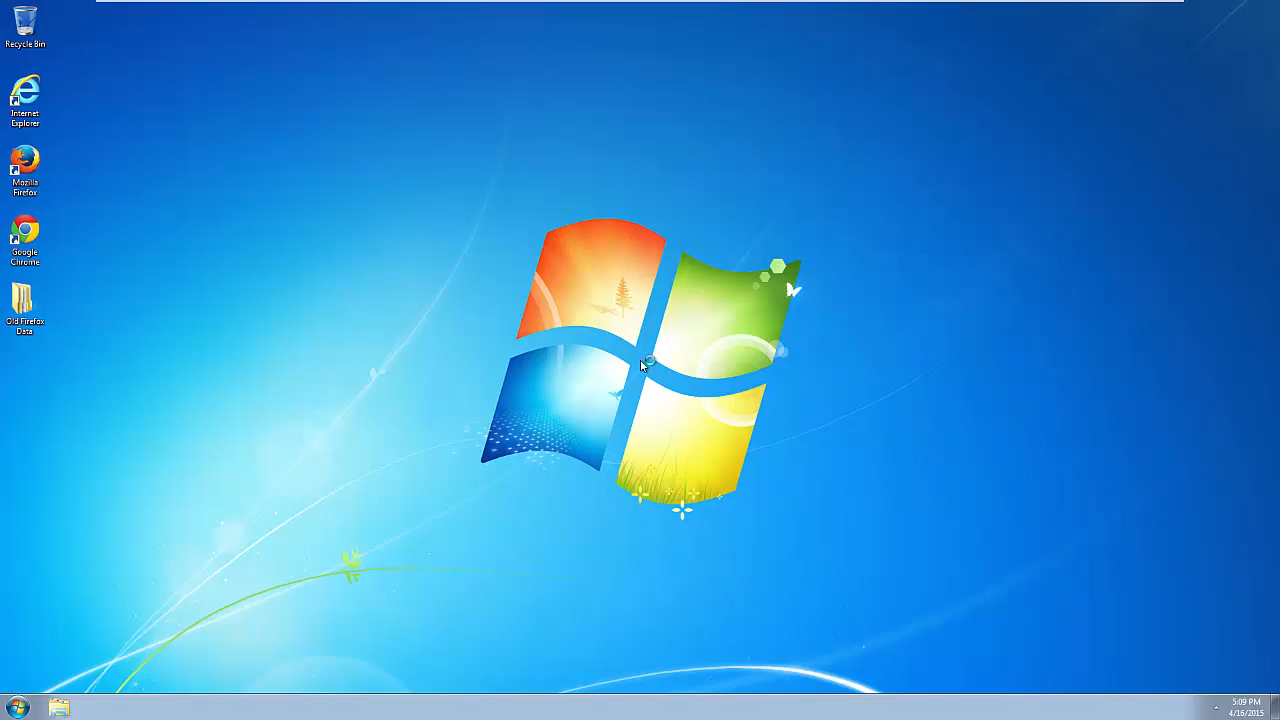 Recycle Bin
Internet
Explorer
Mozilla
Firefox
Google
Chrome
Old Firefox
Data
5:09 PM
4/16/2015